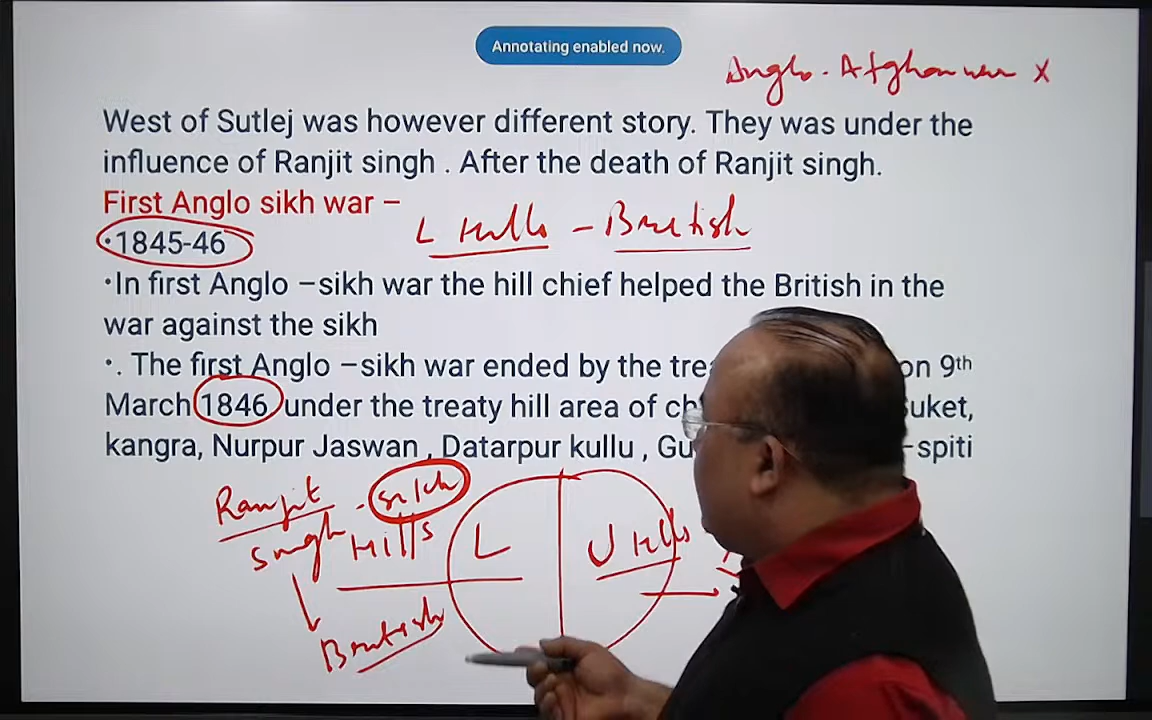 Annotating enabled now.
Anglo-Afghan war X
West of Sutlej was however different story. They was under the
influence of Ranjit singh . After the death of Ranjit singh.
First Anglo sikh war –
L Hills - British
•1845-46
•In first Anglo –sikh war the hill chief helped the British in the
war against the sikh
•. The first Anglo –sikh war ended by the tre on 9th
March 1846 under the treaty hill area of ch uket,
kangra, Nurpur Jaswan , Datarpur kullu , Gu -spiti
Ranjit - sikh
Singh Hills L U Hills
British